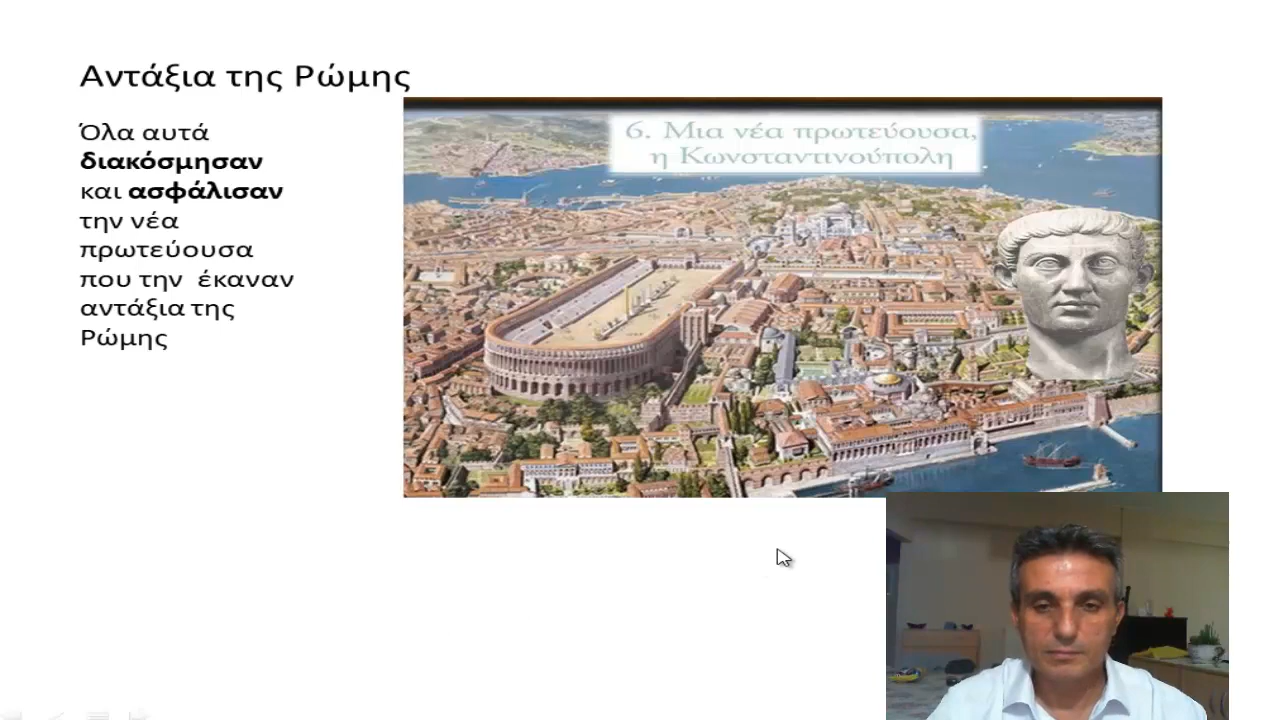 Αντάξια της Ρώμης
Όλα αυτά
διακόσμησαν
και ασφάλισαν
την νέα
πρωτεύουσα
που την έκαναν
αντάξια της
Ρώμης
6. Μια νέα πρωτεύουσα,
η Κωνσταντινούπολη